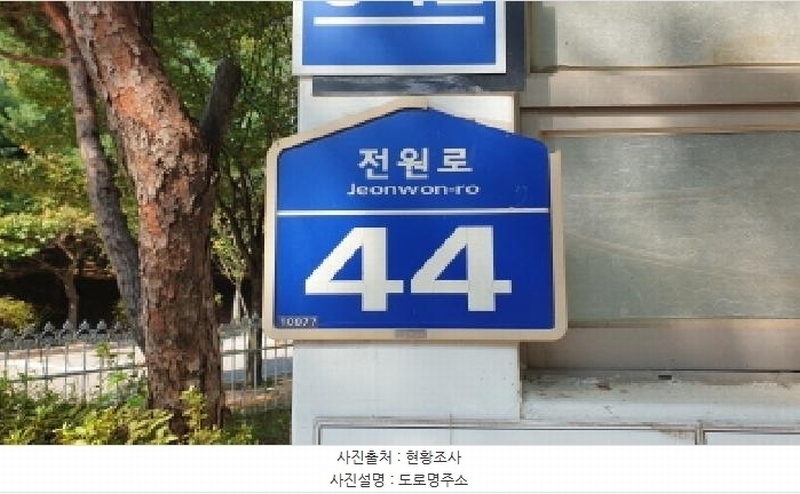 전원로
Jeonwon-ro
44
10077
사진출처 : 현황조사
사진설명 : 도로명주소